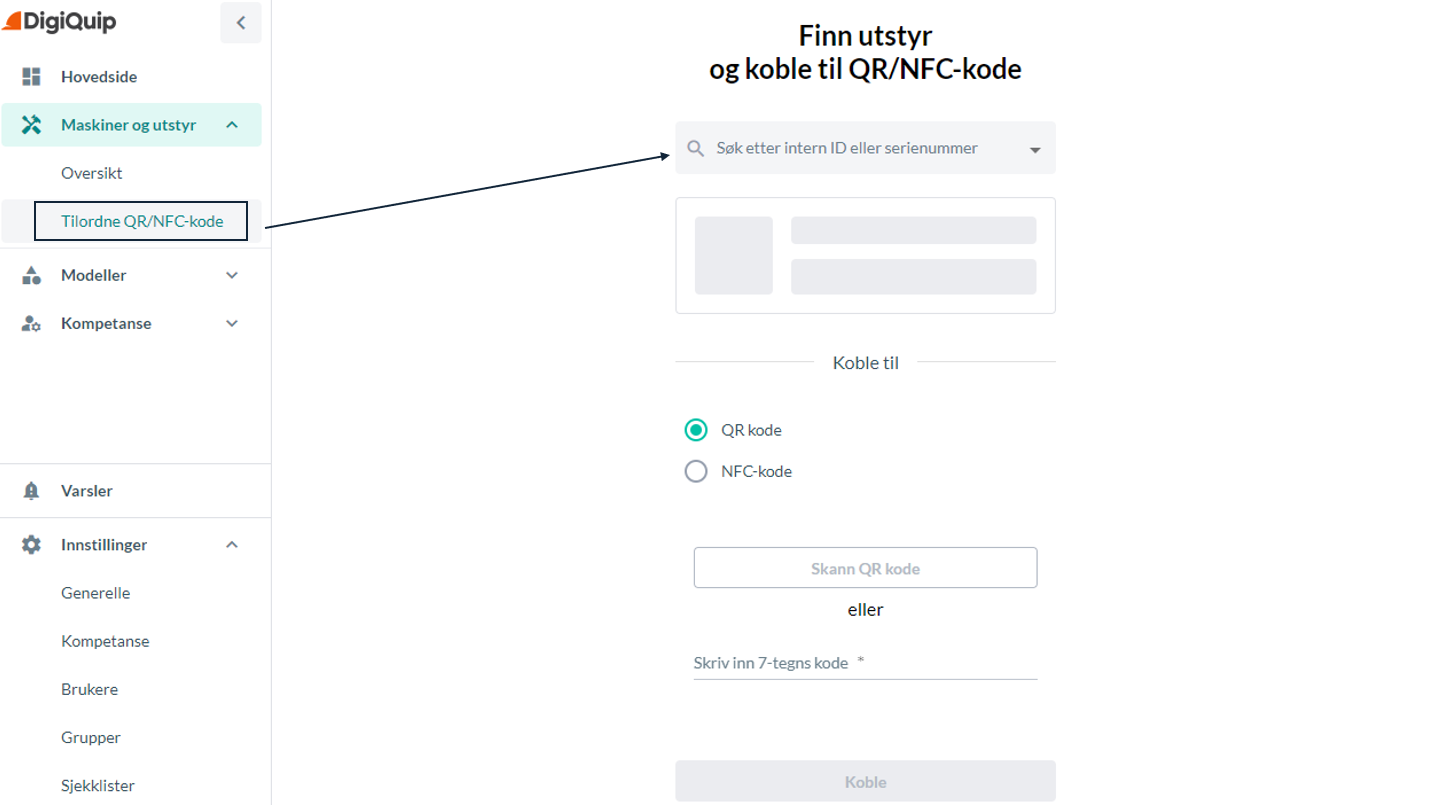 DigiQuip
Hovedside
Maskiner og utstyr
Oversikt
Tilordne QR/NFC-kode
Modeller
Kompetanse
Varsler
Innstillinger
Generelle
Kompetanse
Brukere
Grupper
Sjekklister
Finn utstyr
og koble til QR/NFC-kode
Søk etter intern ID eller serienummer
Koble til
QR kode
NFC-kode
Skann QR kode
eller
Skriv inn 7-tegns kode *
Koble